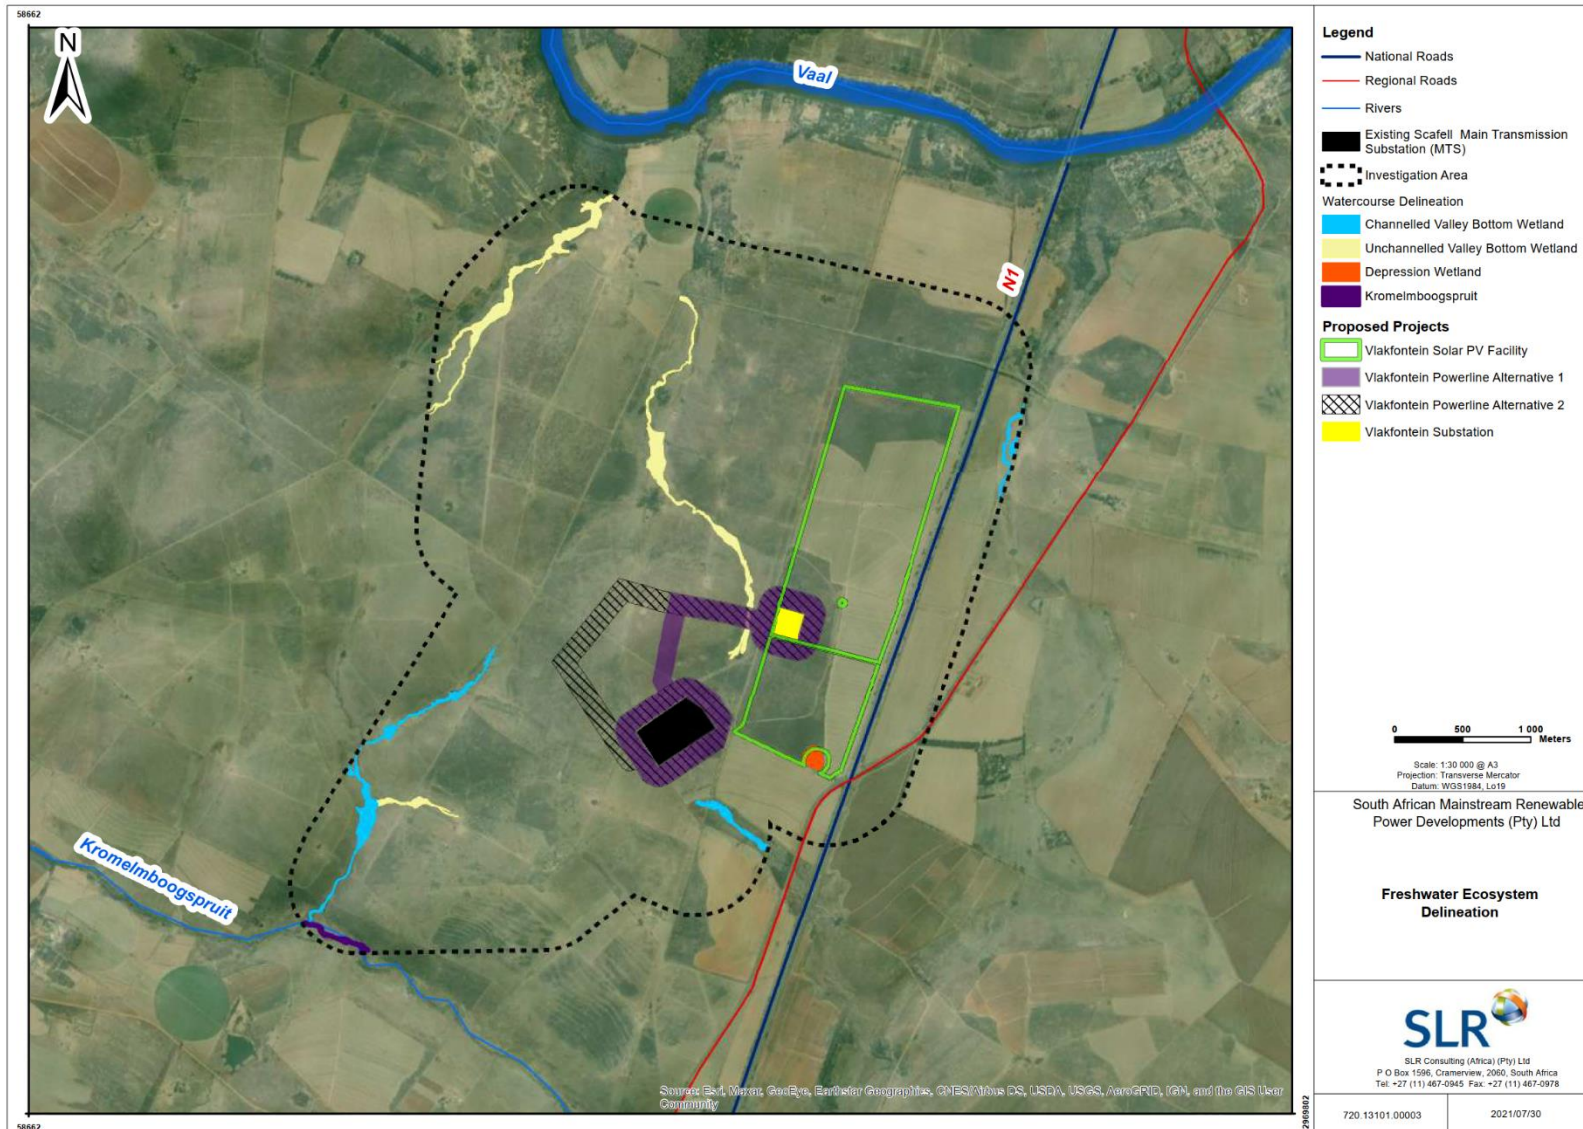 58662
N
Vaal
N1
Kromelmboogspruit
Source: Esri, Maxar, GeoEye, Earthstar Geographics, CNES/Airbus DS, USDA, USGS, AeroGRID, IGN, and the GIS User
Community
58662
2969802
Legend
National Roads
Regional Roads
Rivers
Existing Scafell Main Transmission
Substation (MTS)
Investigation Area
Watercourse Delineation
Channelled Valley Bottom Wetland
Unchannelled Valley Bottom Wetland
Depression Wetland
Kromelmboogspruit
Proposed Projects
Vlakfontein Solar PV Facility
Vlakfontein Powerline Alternative 1
Vlakfontein Powerline Alternative 2
Vlakfontein Substation
0 500 1 000
Meters
Scale: 1:30 000 @ A3
Projection: Transverse Mercator
Datum: WGS1984, Lo19
South African Mainstream Renewable
Power Developments (Pty) Ltd
Freshwater Ecosystem
Delineation
SLR
SLR Consulting (Africa) (Pty) Ltd
P O Box 1596, Cramerview, 2060, South Africa
Tel: +27 (11) 467-0945 Fax: +27 (11) 467-0978
720.13101.00003
2021/07/30